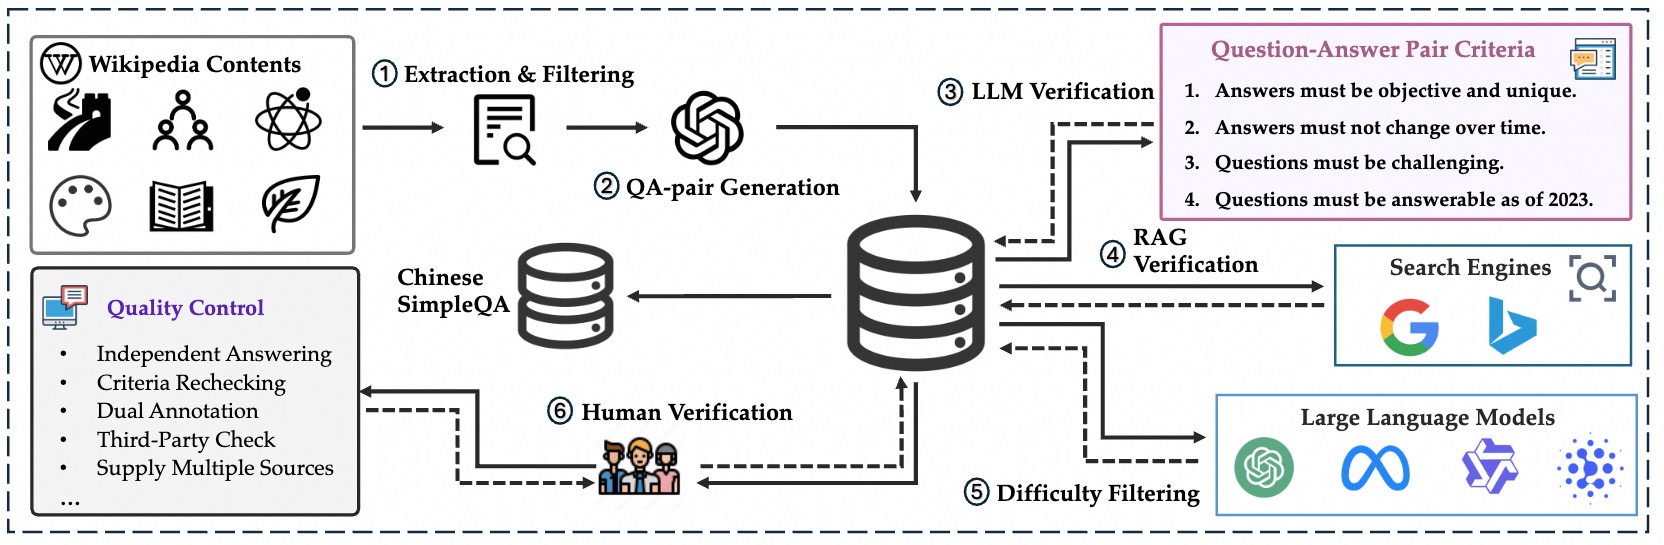 W Wikipedia Contents
① Extraction & Filtering
② QA-pair Generation
③ LLM Verification
Question-Answer Pair Criteria
1. Answers must be objective and unique.
2. Answers must not change over time.
3. Questions must be challenging.
4. Questions must be answerable as of 2023.
④ RAG
Verification
Search Engines
G
Chinese
SimpleQA
Quality Control
• Independent Answering
• Criteria Rechecking
• Dual Annotation
• Third-Party Check
• Supply Multiple Sources
...
⑥ Human Verification
Large Language Models
⑤ Difficulty Filtering